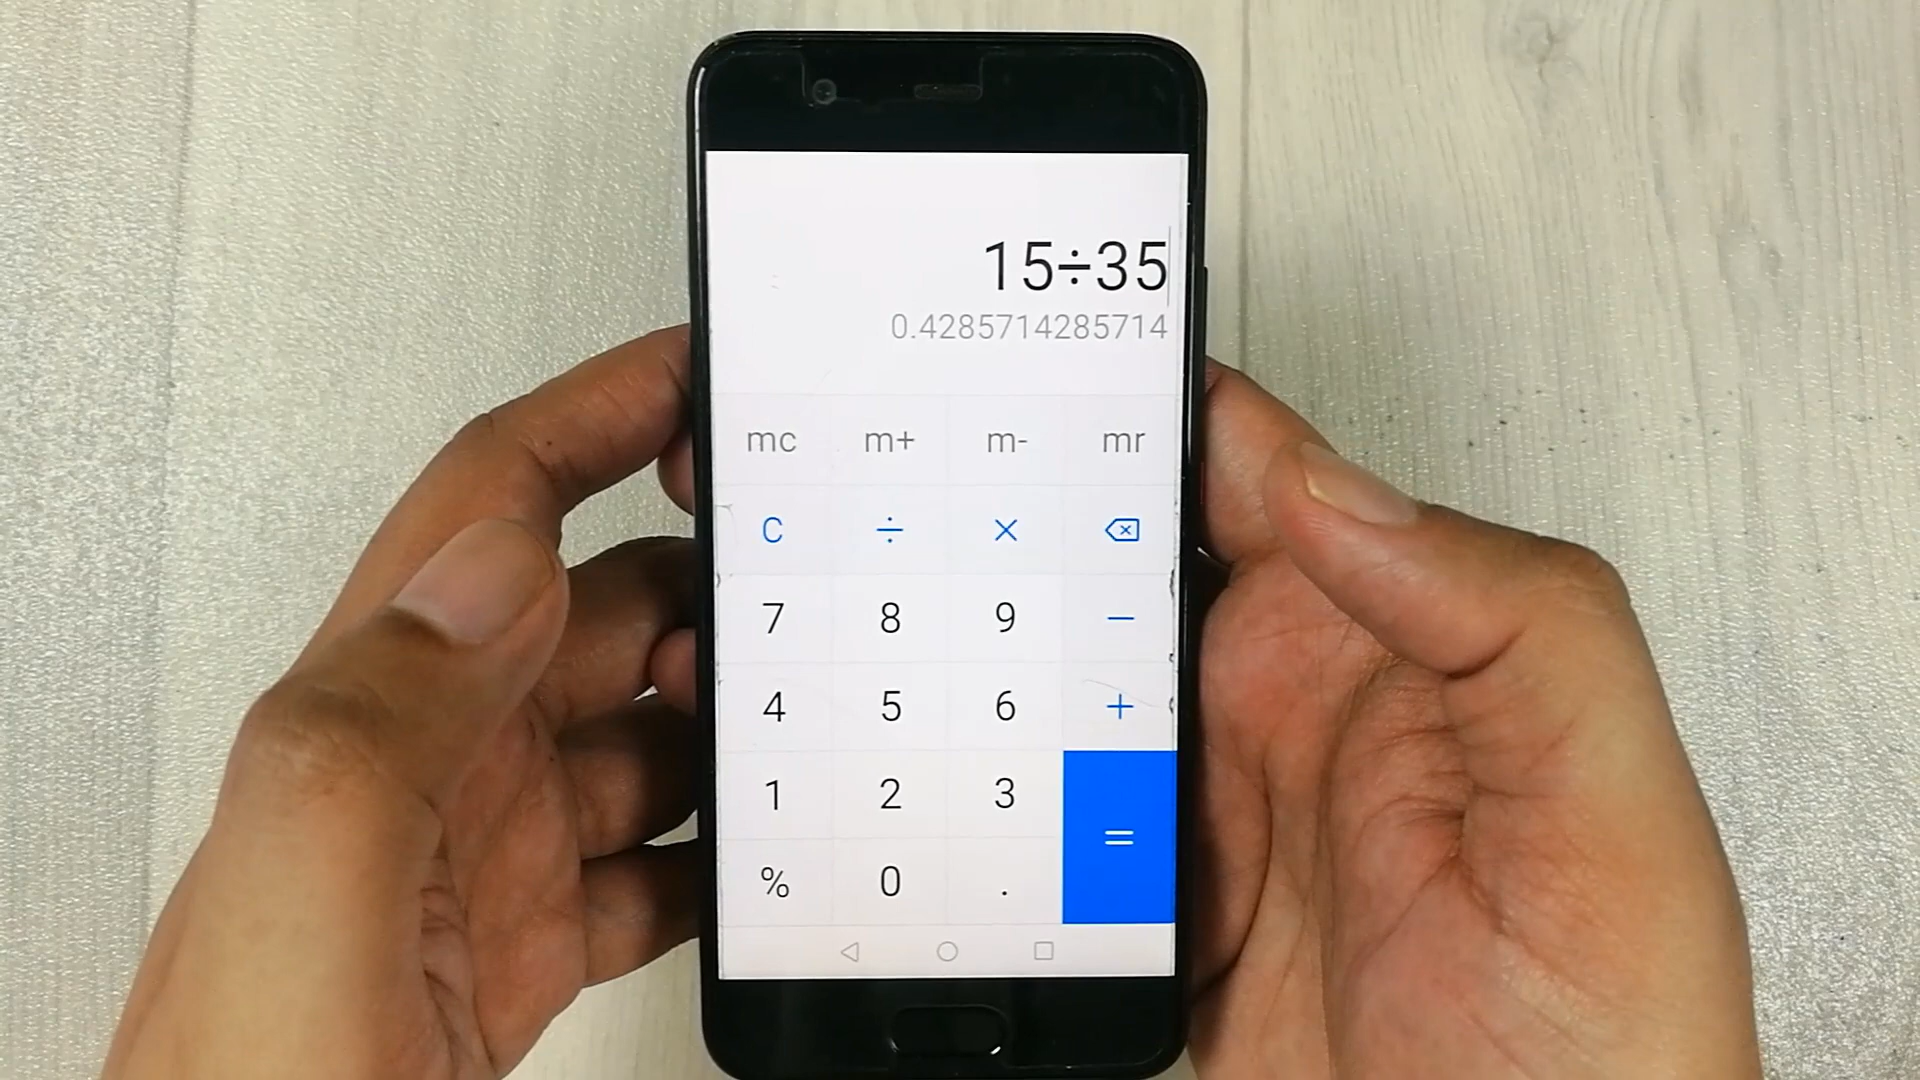 15÷35
0.4285714285714
mc m+ m- mr
C ÷ ×
7 8 9 −
4 5 6 +
1 2 3
=
% 0 .